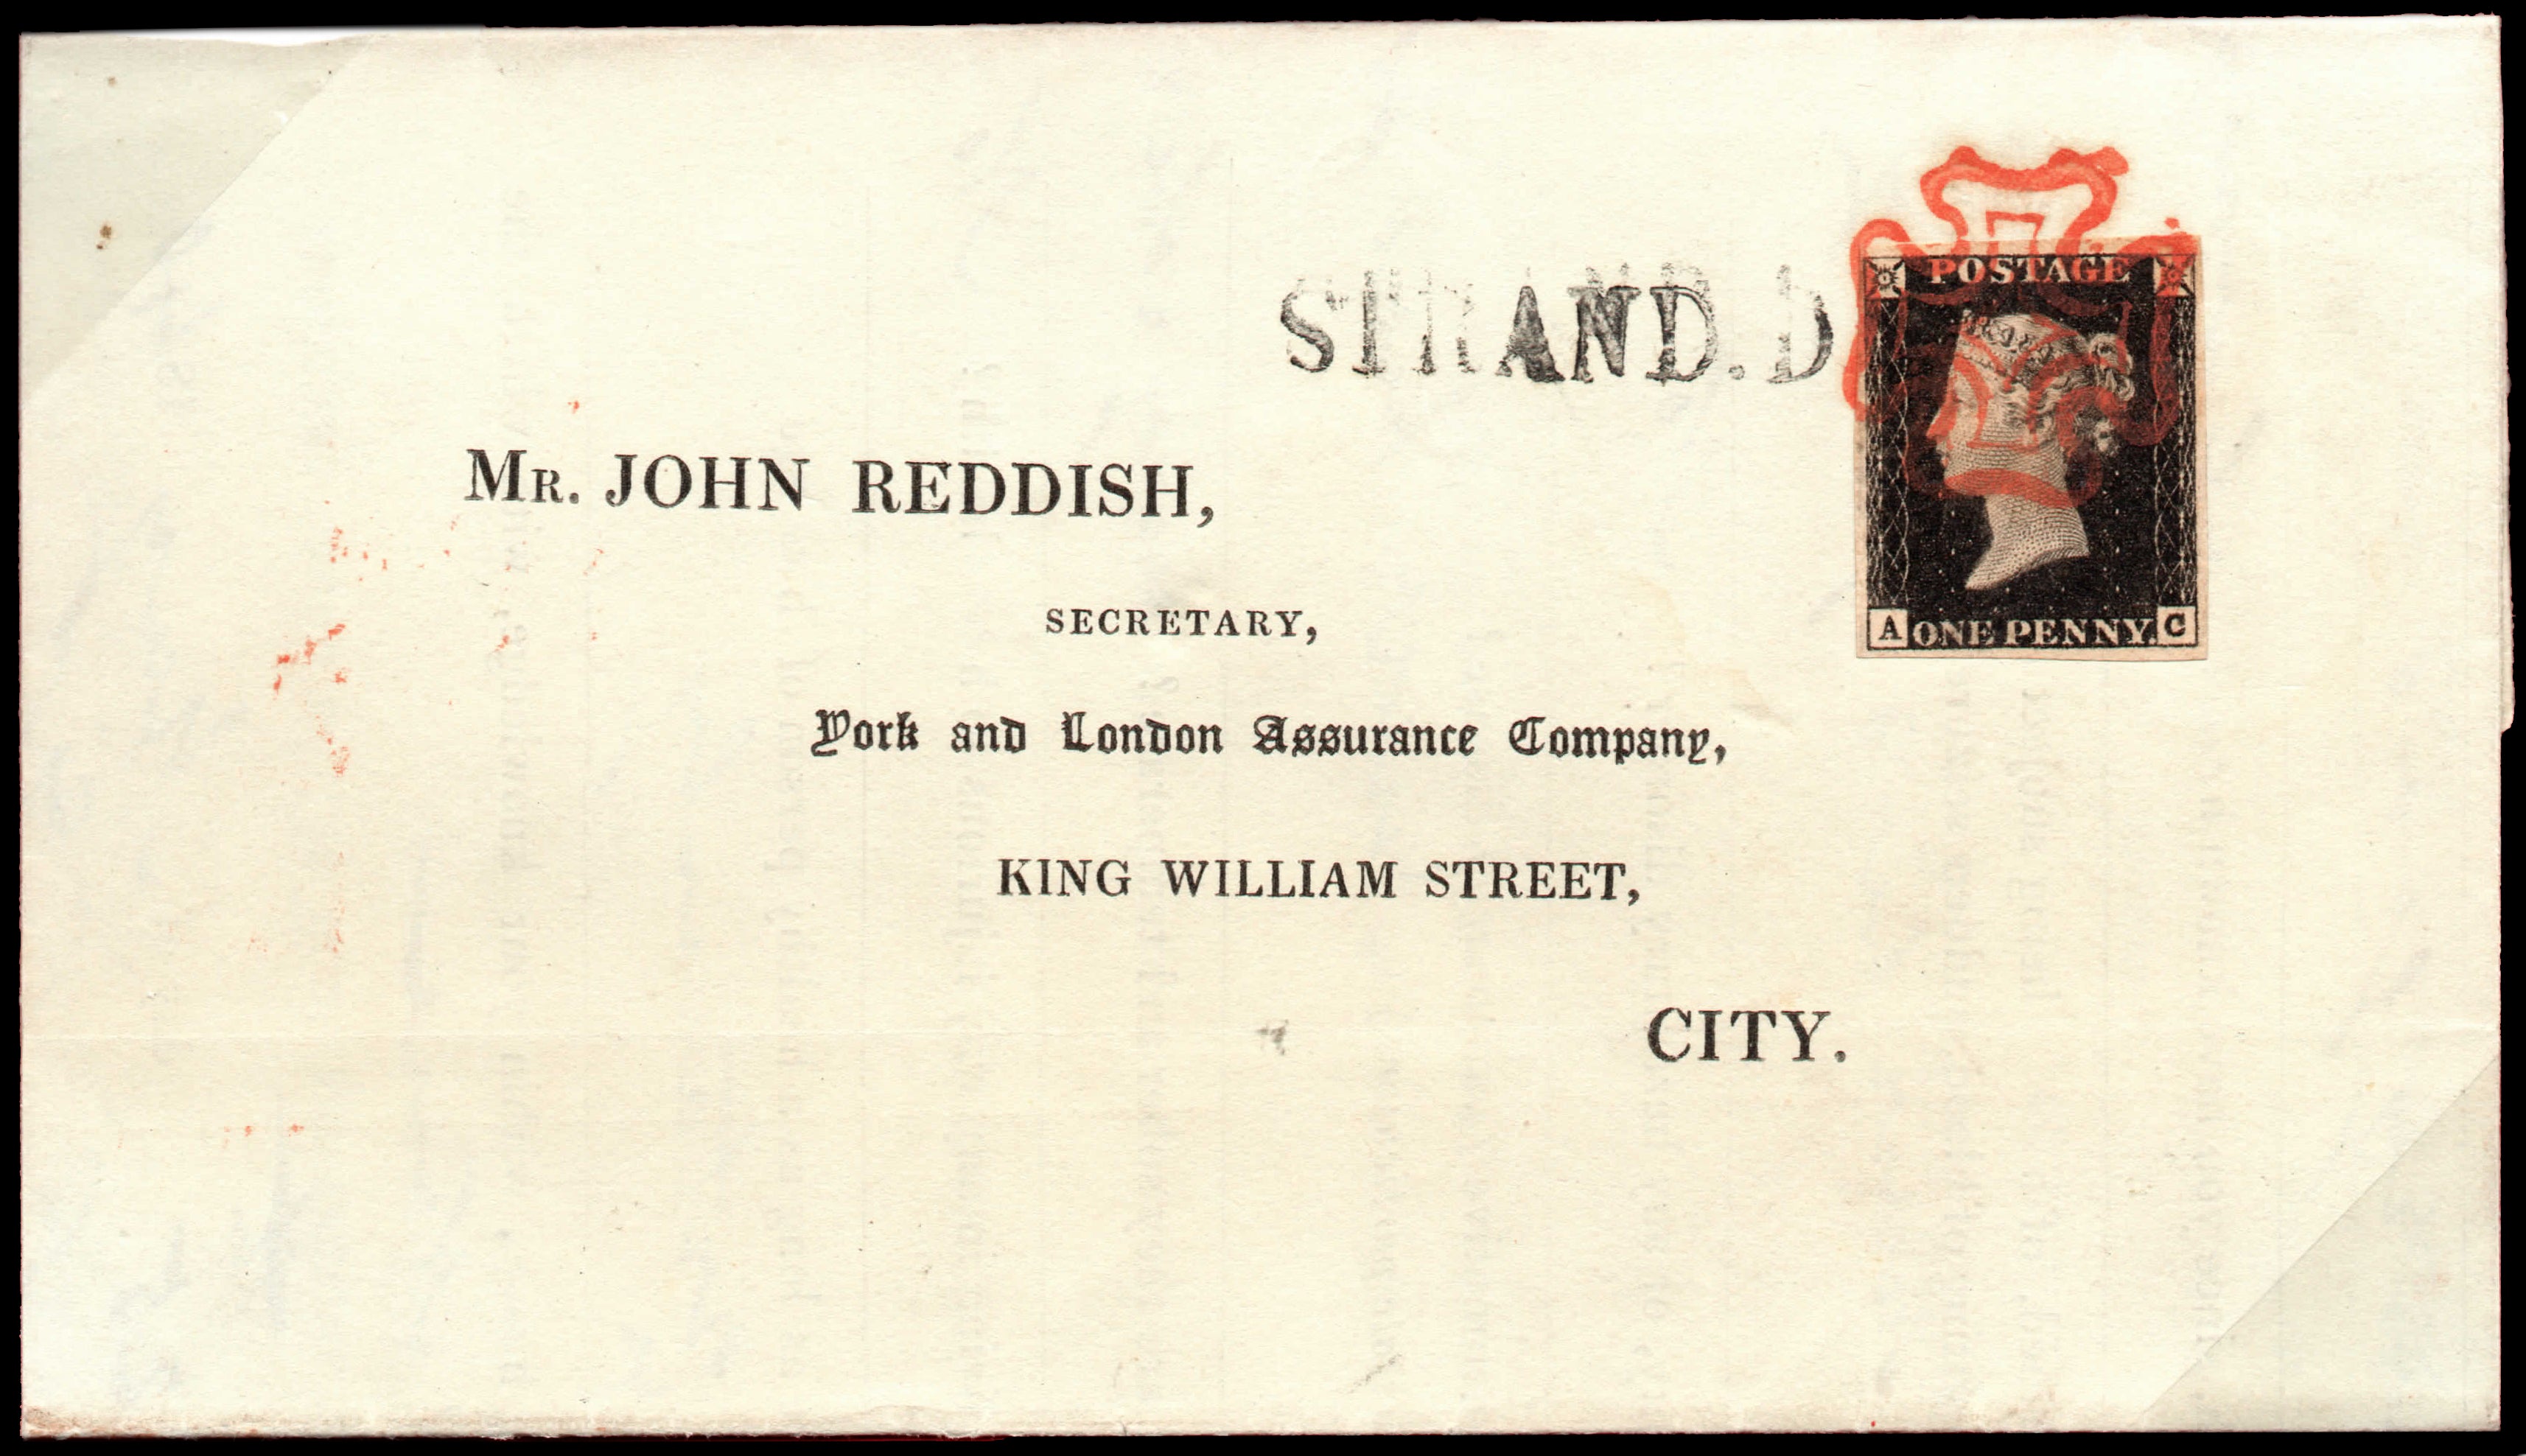 STRAND. D
POSTAGE
MR. JOHN REDDISH,
SECRETARY,
A ONE PENNY. C
York and London Assurance Company,
KING WILLIAM STREET,
CITY.